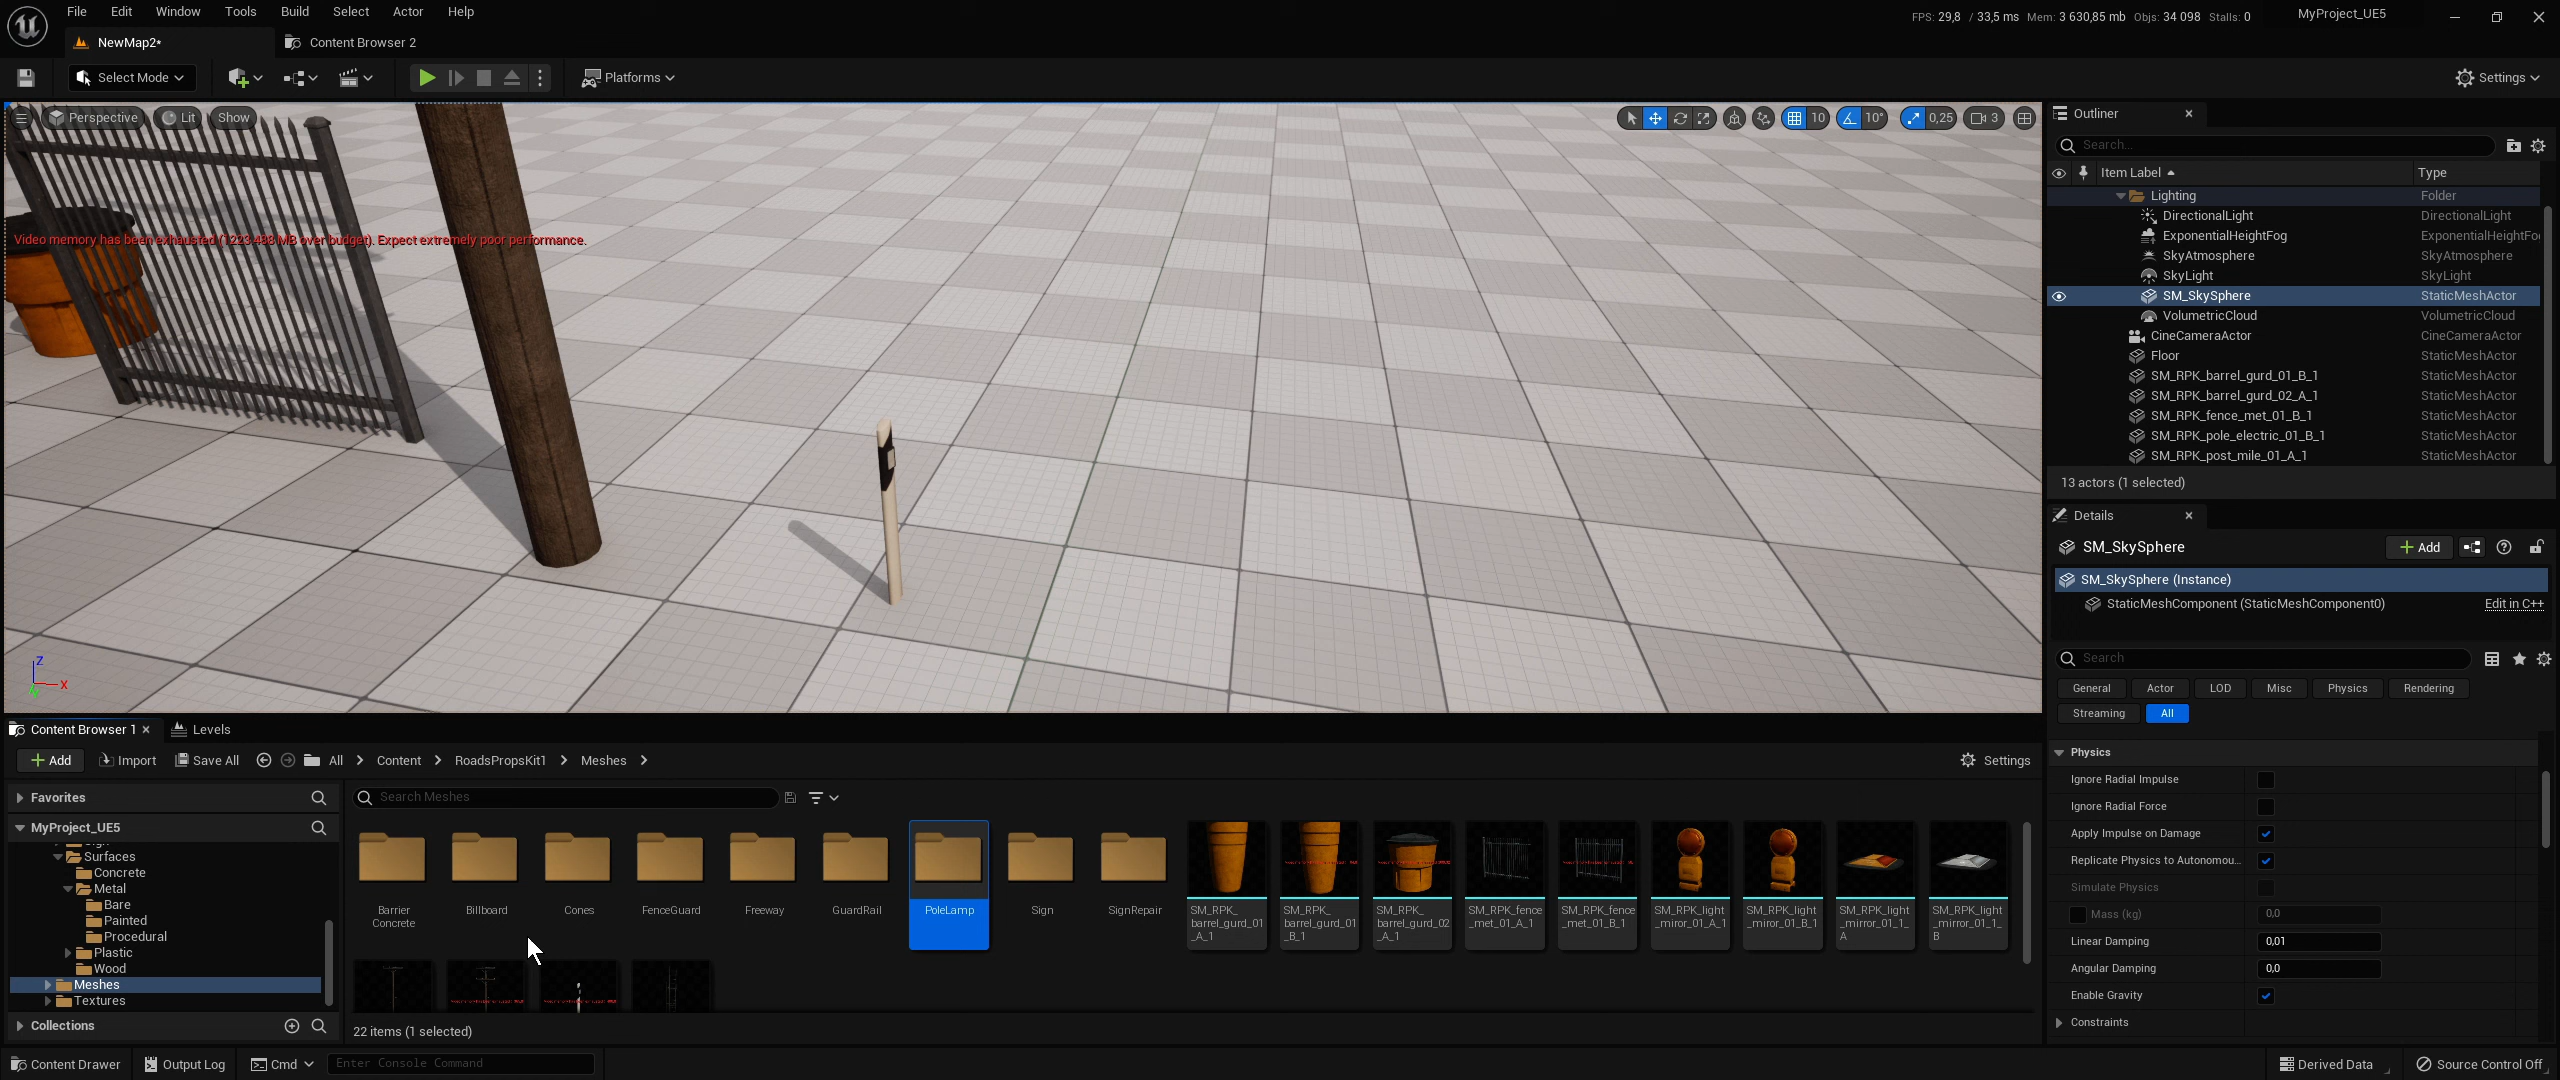 File Edit Window Tools Build Select Actor Help
FPS: 29,8 / 33,5 ms Mem: 3 630,85 mb Objs: 34 098 Stalls: 0
MyProject_UE5
NewMap2*
Content Browser 2
Select Mode
Platforms
Settings
Perspective
Lit
Show
10
10°
0,25
3
Video memory has been exhausted (1223.488 MB over budget). Expect extremely poor performance.
Z
X
Y
Outliner
Search...
Item Label
Type
Lighting Folder
DirectionalLight DirectionalLight
ExponentialHeightFog ExponentialHeightFo
SkyAtmosphere SkyAtmosphere
SkyLight SkyLight
SM_SkySphere StaticMeshActor
VolumetricCloud VolumetricCloud
CineCameraActor CineCameraActor
Floor StaticMeshActor
SM_RPK_barrel_gurd_01_B_1 StaticMeshActor
SM_RPK_barrel_gurd_02_A_1 StaticMeshActor
SM_RPK_fence_met_01_B_1 StaticMeshActor
SM_RPK_pole_electric_01_B_1 StaticMeshActor
SM_RPK_post_mile_01_A_1 StaticMeshActor
13 actors (1 selected)
Details
SM_SkySphere
Add
SM_SkySphere (Instance)
StaticMeshComponent (StaticMeshComponent0) Edit in C++
Search
General Actor LOD Misc Physics Rendering
Streaming All
Physics
Ignore Radial Impulse
Ignore Radial Force
Apply Impulse on Damage
Replicate Physics to Autonomou...
Simulate Physics
Mass (kg) 0,0
Linear Damping 0,01
Angular Damping 0,0
Enable Gravity
Constraints
Content Browser 1
Levels
Add Import Save All All Content RoadsPropsKit1 Meshes
Settings
Favorites
MyProject_UE5
Surfaces
Concrete
Metal
Bare
Painted
Procedural
Plastic
Wood
Meshes
Textures
Collections
Search Meshes
Barrier
Concrete
Billboard
Cones
FenceGuard
Freeway
GuardRail
PoleLamp
Sign
SignRepair
SM_RPK_
barrel_gurd_01
_A_1
SM_RPK_
barrel_gurd_01
_B_1
SM_RPK_
barrel_gurd_02
_A_1
SM_RPK_fence
_met_01_A_1
SM_RPK_fence
_met_01_B_1
SM_RPK_light
_miror_01_A_1
SM_RPK_light
_miror_01_B_1
SM_RPK_light
_mirror_01_1_
A
SM_RPK_light
_mirror_01_1_
B
22 items (1 selected)
Content Drawer
Output Log
Cmd
Enter Console Command
Derived Data
Source Control Off